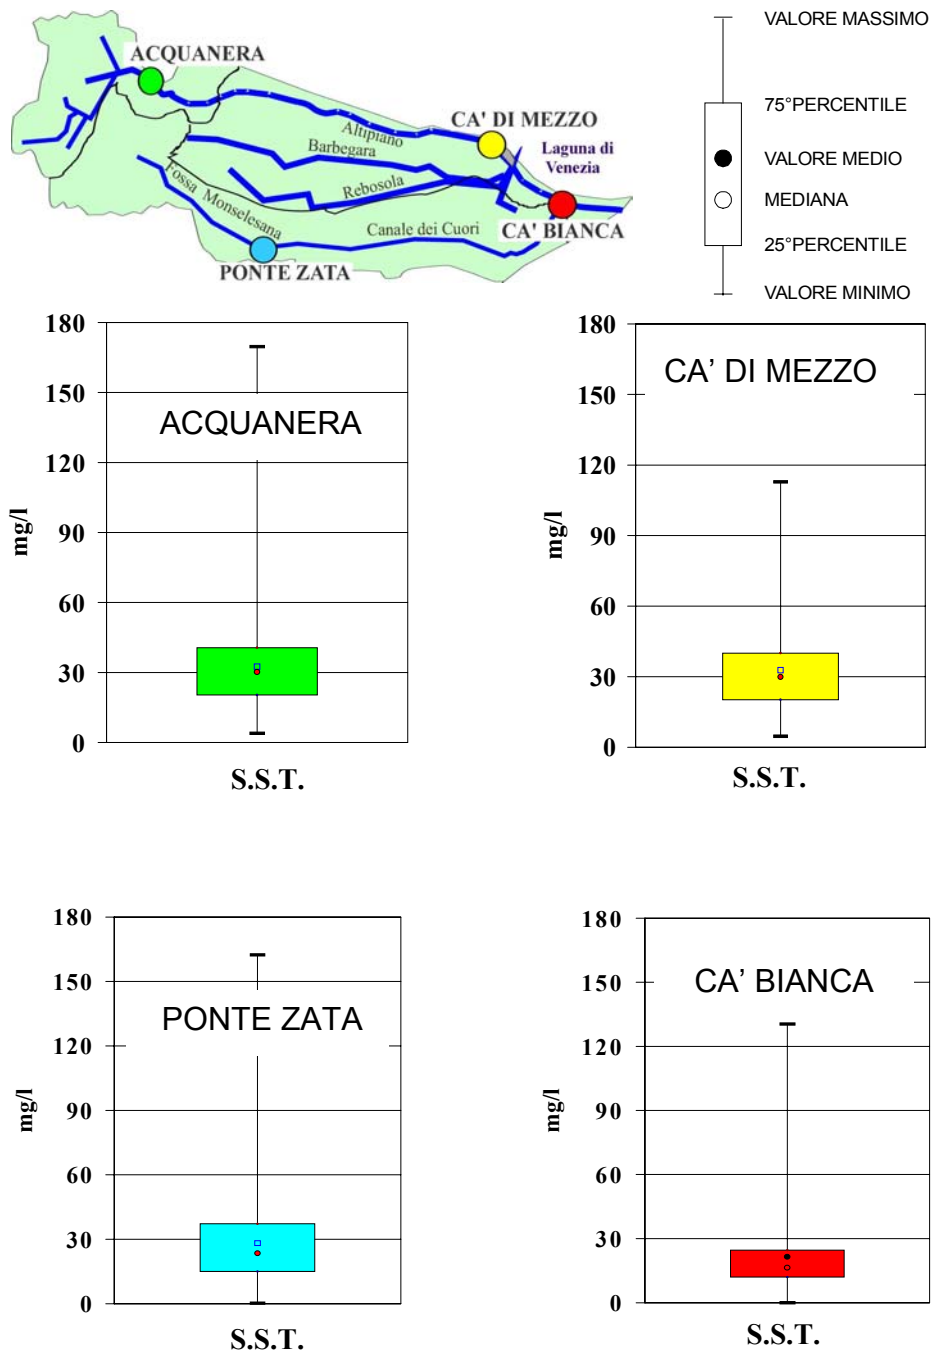 ACQUANERA
CA' DI MEZZO
Altipiano
Barbegara
Laguna di
Venezia
Rebosola
Fossa Monselesana
Canale dei Cuori
CA' BIANCA
PONTE ZATA
VALORE MASSIMO
75°PERCENTILE
VALORE MEDIO
MEDIANA
25°PERCENTILE
VALORE MINIMO
180
150
120
90
60
30
0
mg/l
ACQUANERA
S.S.T.
180
150
120
90
60
30
0
mg/l
CA' DI MEZZO
S.S.T.
180
150
120
90
60
30
0
mg/l
PONTE ZATA
S.S.T.
180
150
120
90
60
30
0
mg/l
CA' BIANCA
S.S.T.